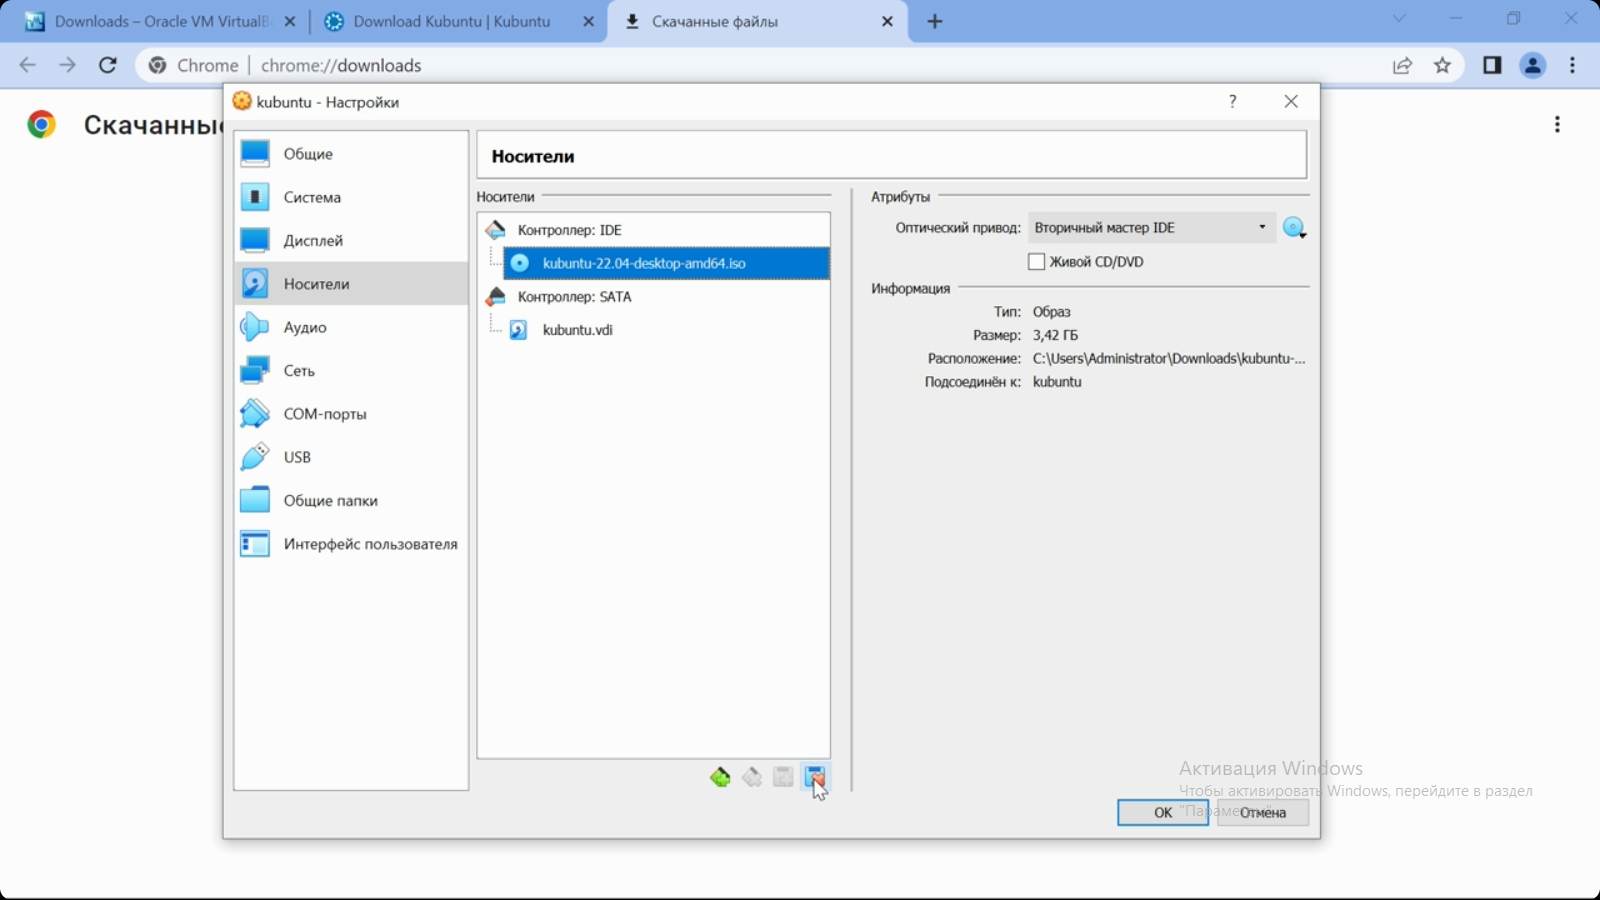 Downloads – Oracle VM VirtualB
Download Kubuntu | Kubuntu
Скачанные файлы
Chrome
chrome://downloads
kubuntu - Настройки
?
Общие
Система
Дисплей
Носители
Аудио
Сеть
COM-порты
USB
Общие папки
Интерфейс пользователя
Носители
Носители
Контроллер: IDE
kubuntu-22.04-desktop-amd64.iso
Контроллер: SATA
kubuntu.vdi
Атрибуты
Оптический привод: Вторичный мастер IDE
Живой CD/DVD
Информация
Тип: Образ
Размер: 3,42 ГБ
Расположение: C:\Users\Administrator\Downloads\kubuntu-...
Подсоединён к: kubuntu
Активация Windows
Чтобы активировать Windows, перейдите в раздел
OK
Отмена